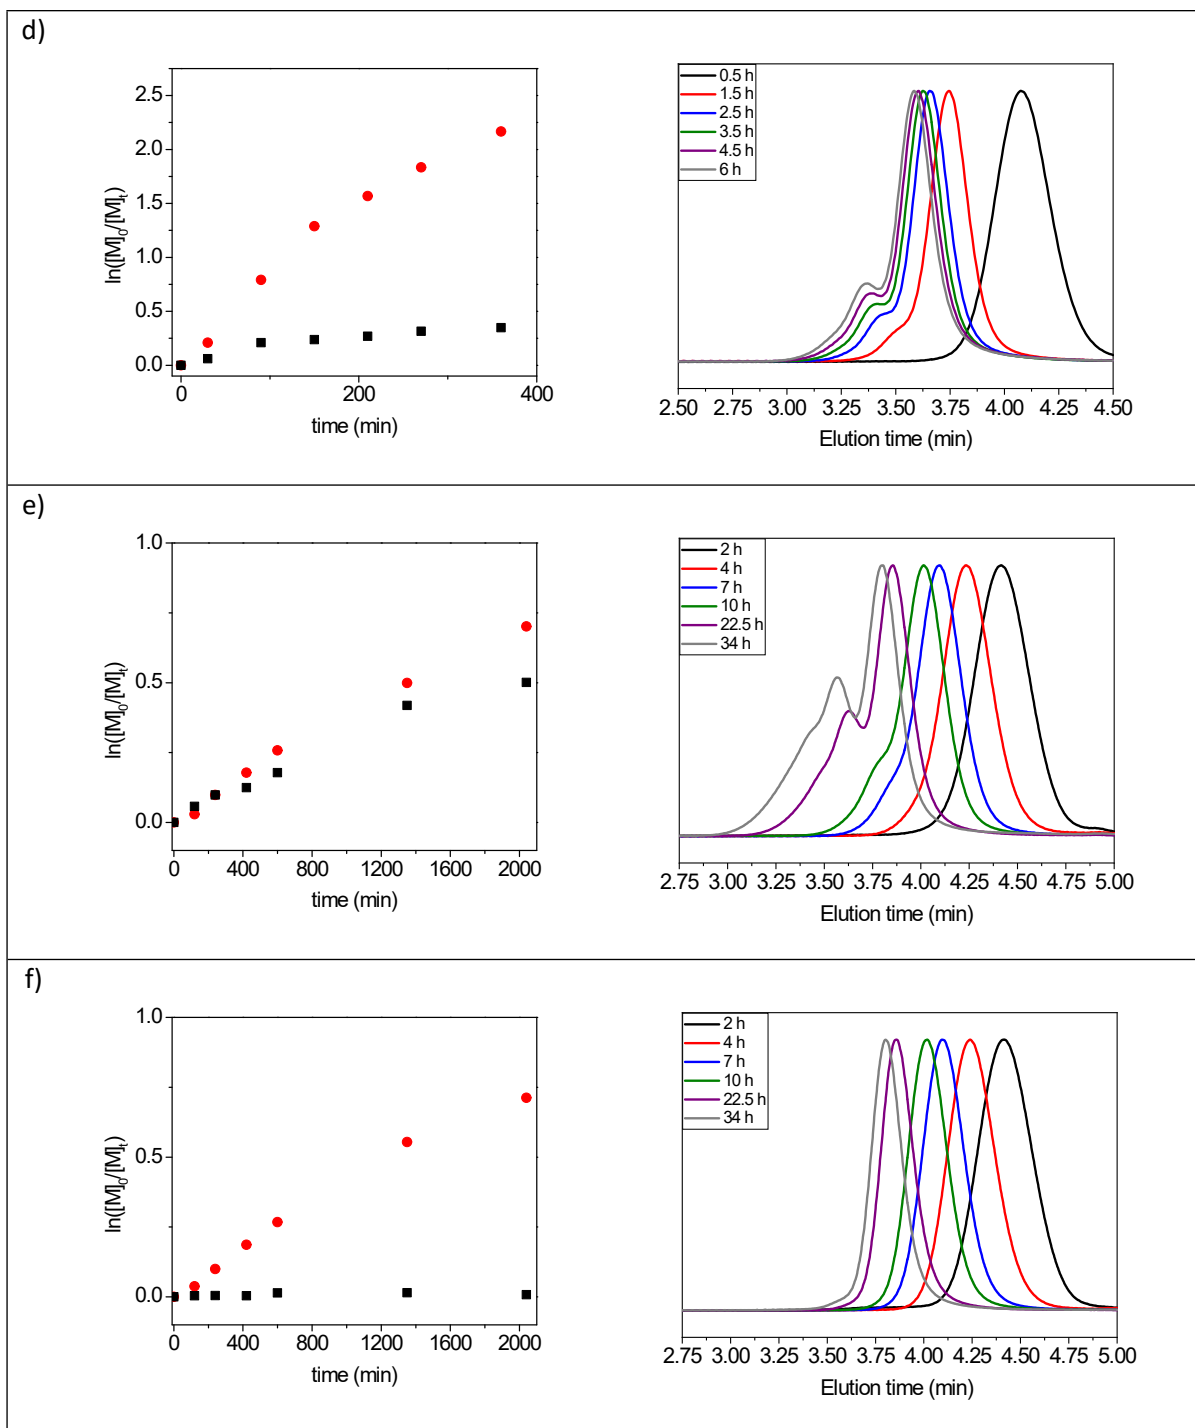 d)
ln([M]0/[M]t)
2.5
2.0
1.5
1.0
0.5
0.0
0 200 400
time (min)
0.5 h
1.5 h
2.5 h
3.5 h
4.5 h
6 h
2.50 2.75 3.00 3.25 3.50 3.75 4.00 4.25 4.50
Elution time (min)
e)
ln([M]0/[M]t)
1.0
0.5
0.0
0 400 800 1200 1600 2000
time (min)
2 h
4 h
7 h
10 h
22.5 h
34 h
2.75 3.00 3.25 3.50 3.75 4.00 4.25 4.50 4.75 5.00
Elution time (min)
f)
ln([M]0/[M]t)
1.0
0.5
0.0
0 400 800 1200 1600 2000
time (min)
2 h
4 h
7 h
10 h
22.5 h
34 h
2.75 3.00 3.25 3.50 3.75 4.00 4.25 4.50 4.75 5.00
Elution time (min)